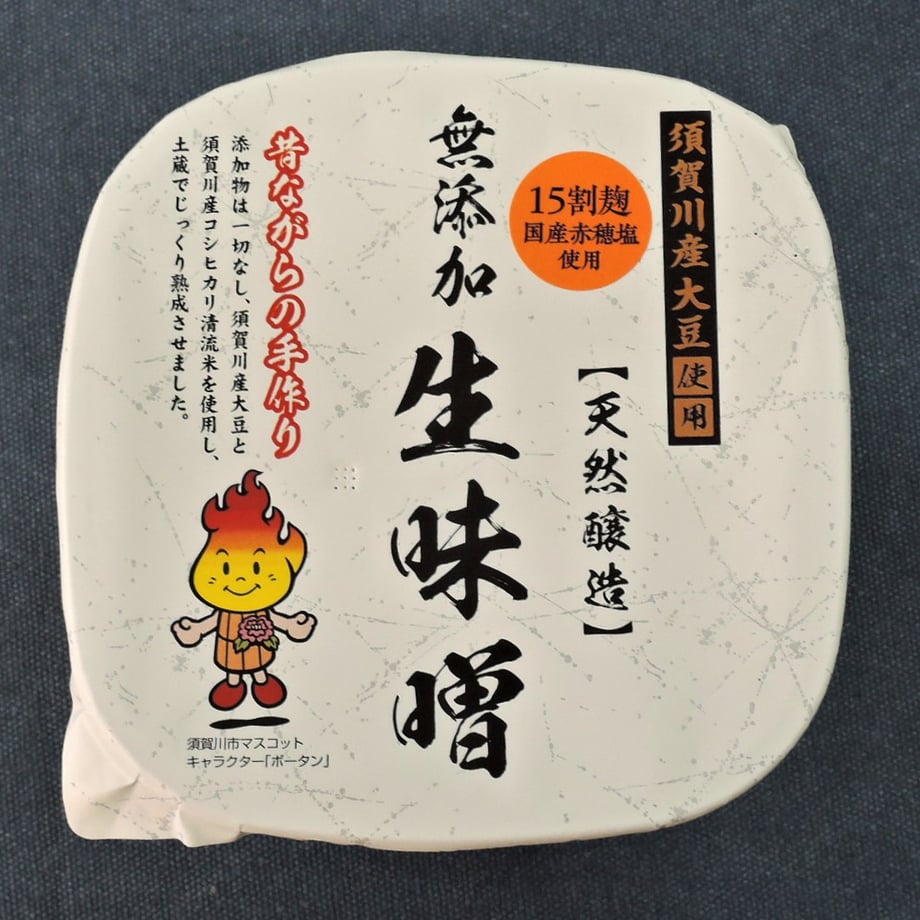 須賀川産大豆使用
15割麹
国産赤穂塩
使用
【天然醸造】
無添加
生味噌
昔ながらの手作り
添加物は一切なし、須賀川産大豆と
須賀川産コシヒカリ清流米を使用し、
土蔵でじっくり熟成させました。
須賀川市マスコット
キャラクター「ボータン」